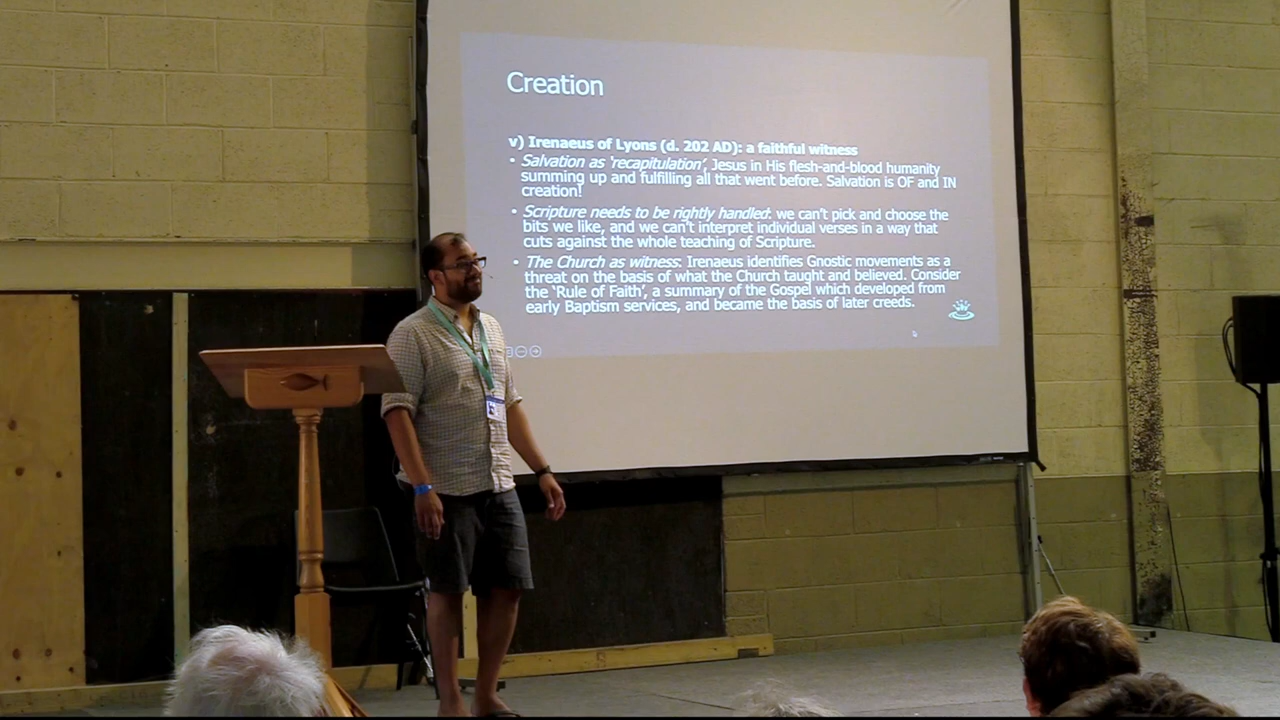 Creation
v) Irenaeus of Lyons (d. 202 AD): a faithful witness
• Salvation as 'recapitulation', Jesus in His flesh-and-blood humanity
summing up and fulfilling all that went before. Salvation is OF and IN
creation!
• Scripture needs to be rightly handled: we can't pick and choose the
bits we like, and we can't interpret individual verses in a way that
cuts against the whole teaching of Scripture.
• The Church as witness: Irenaeus identifies Gnostic movements as a
threat on the basis of what the Church taught and believed. Consider
the 'Rule of Faith', a summary of the Gospel which developed from
early Baptism services, and became the basis of later creeds.